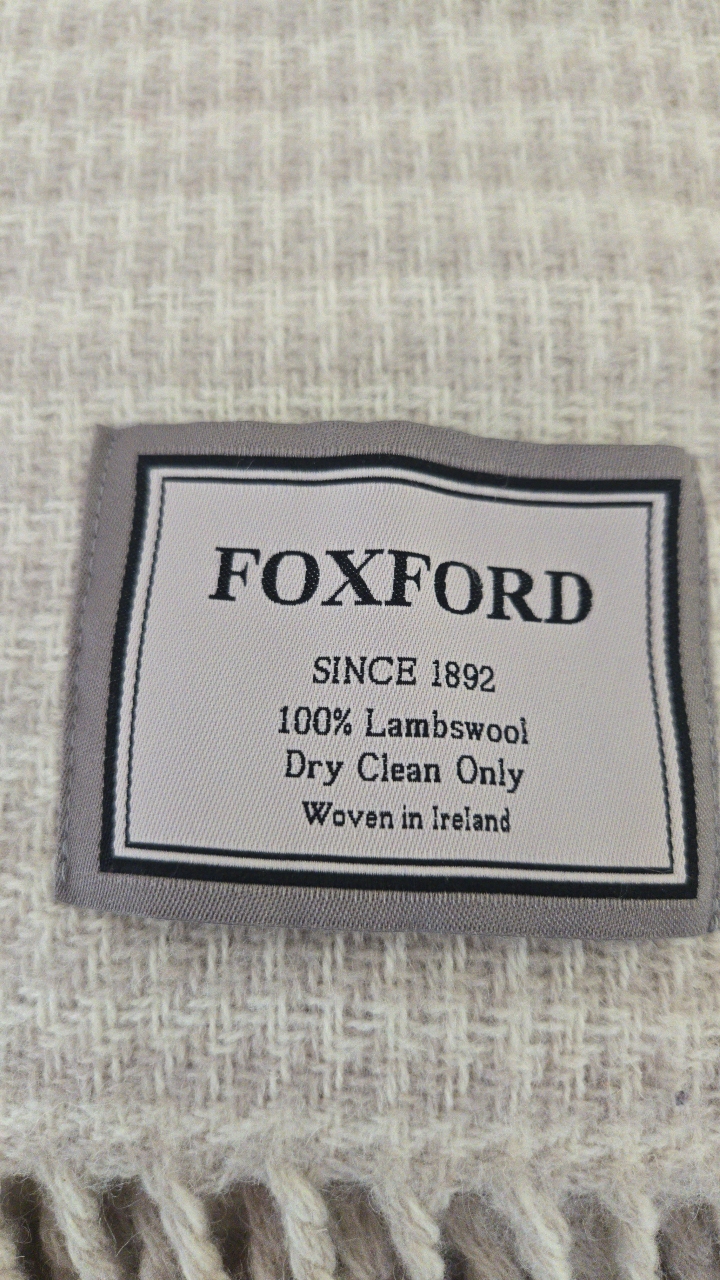 FOXFORD
SINCE 1892
100% Lambswool
Dry Clean Only
Woven in Ireland